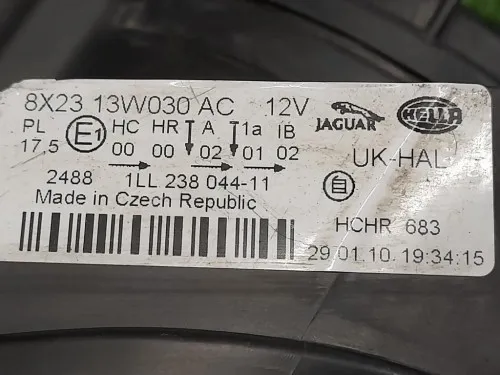 8X23 13W030 AC 12V JAGUAR HELLA
PL E1 HC HR A 1a IB
17,5 00 00 02 01 02 UK-HAL
2488 1LL 238 044-11 自
Made in Czech Republic HCHR 683
29.01.10. 19:34:15